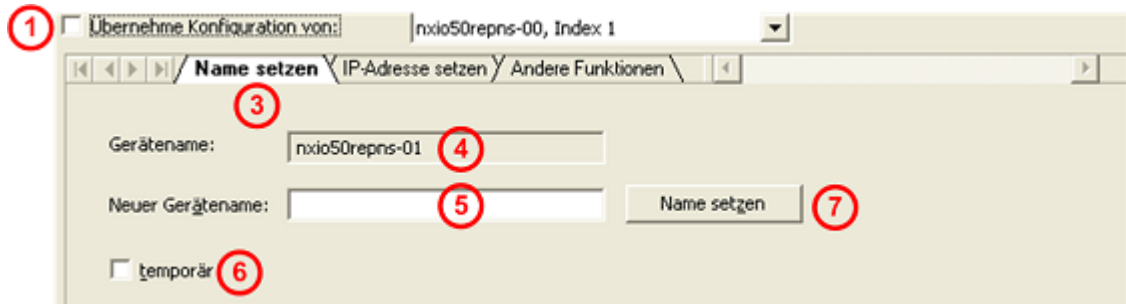 1 Übernehme Konfiguration von: nxio50repns-00, Index 1
Name setzen IP-Adresse setzen Andere Funktionen
3
Gerätename: nxio50repns-01 4
Neuer Gerätename: 5 Name setzen 7
temporär 6